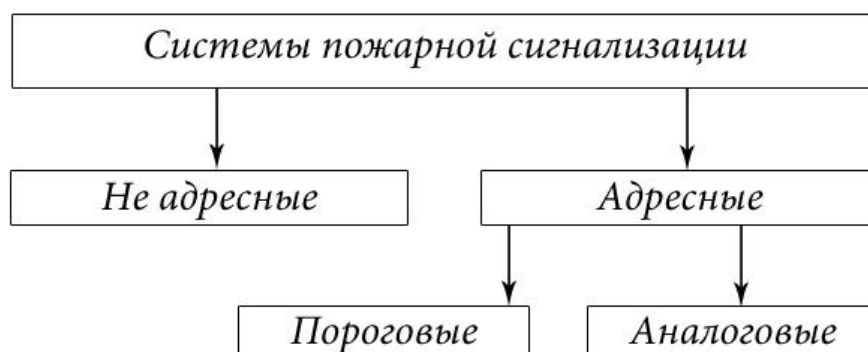 Системы пожарной сигнализации
Не адресные
Адресные
Пороговые
Аналоговые